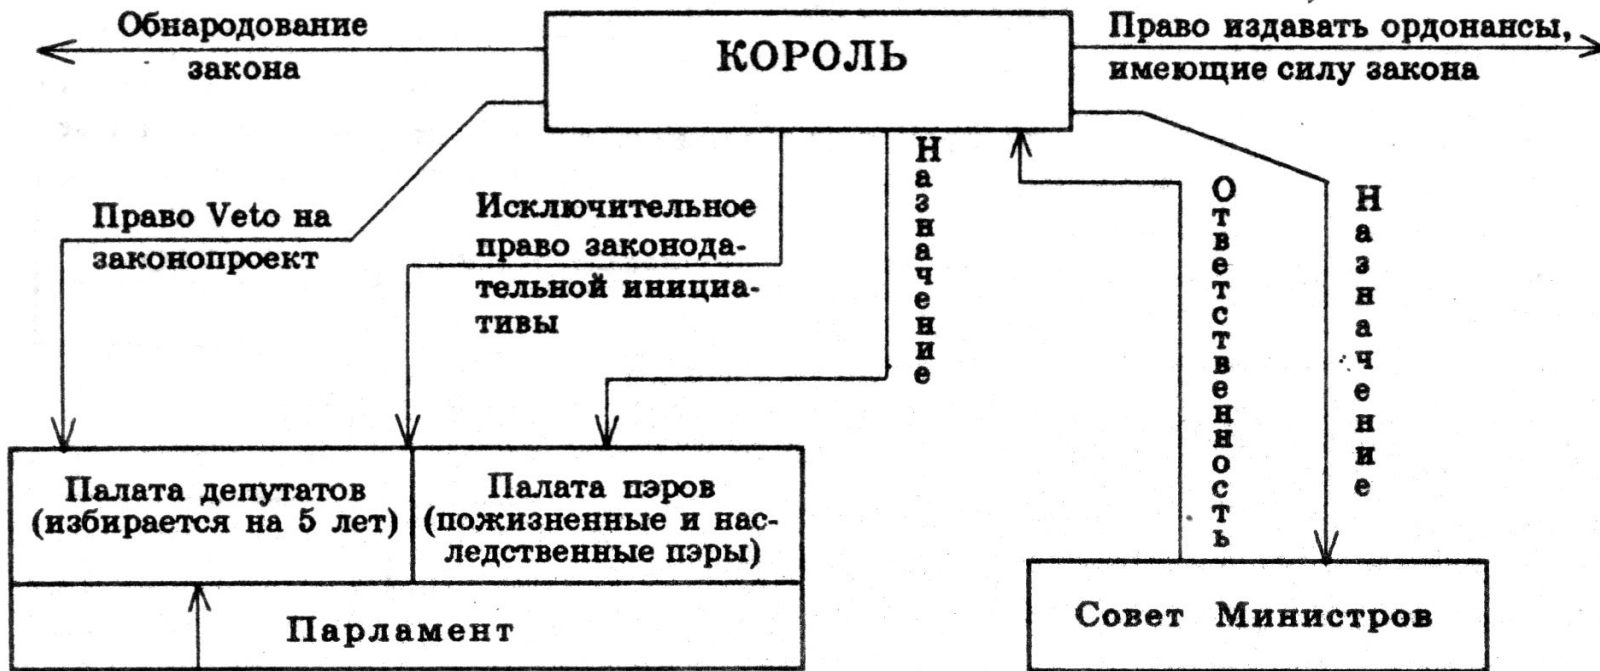 Обнародование
закона
КОРОЛЬ
Право издавать ордонансы,
имеющие силу закона
Право Veto на
законопроект
Исключительное
право законода-
тельной инициа-
тивы
Назначение
Ответственность
Назначение
Палата депутатов
(избирается на 5 лет)
Палата пэров
(пожизненные и нас-
ледственные пэры)
Парламент
Совет Министров